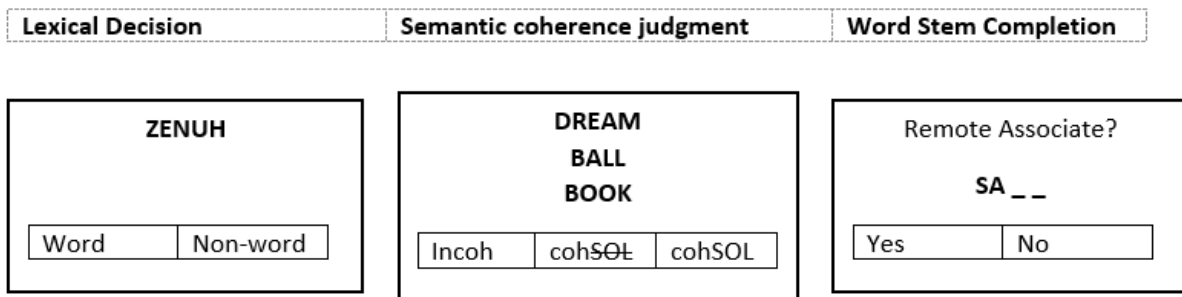 Lexical Decision Semantic coherence judgment Word Stem Completion
ZENUH
Word Non-word
DREAM
BALL
BOOK
Incoh cohSOL cohSOL
Remote Associate?
SA _ _
Yes No